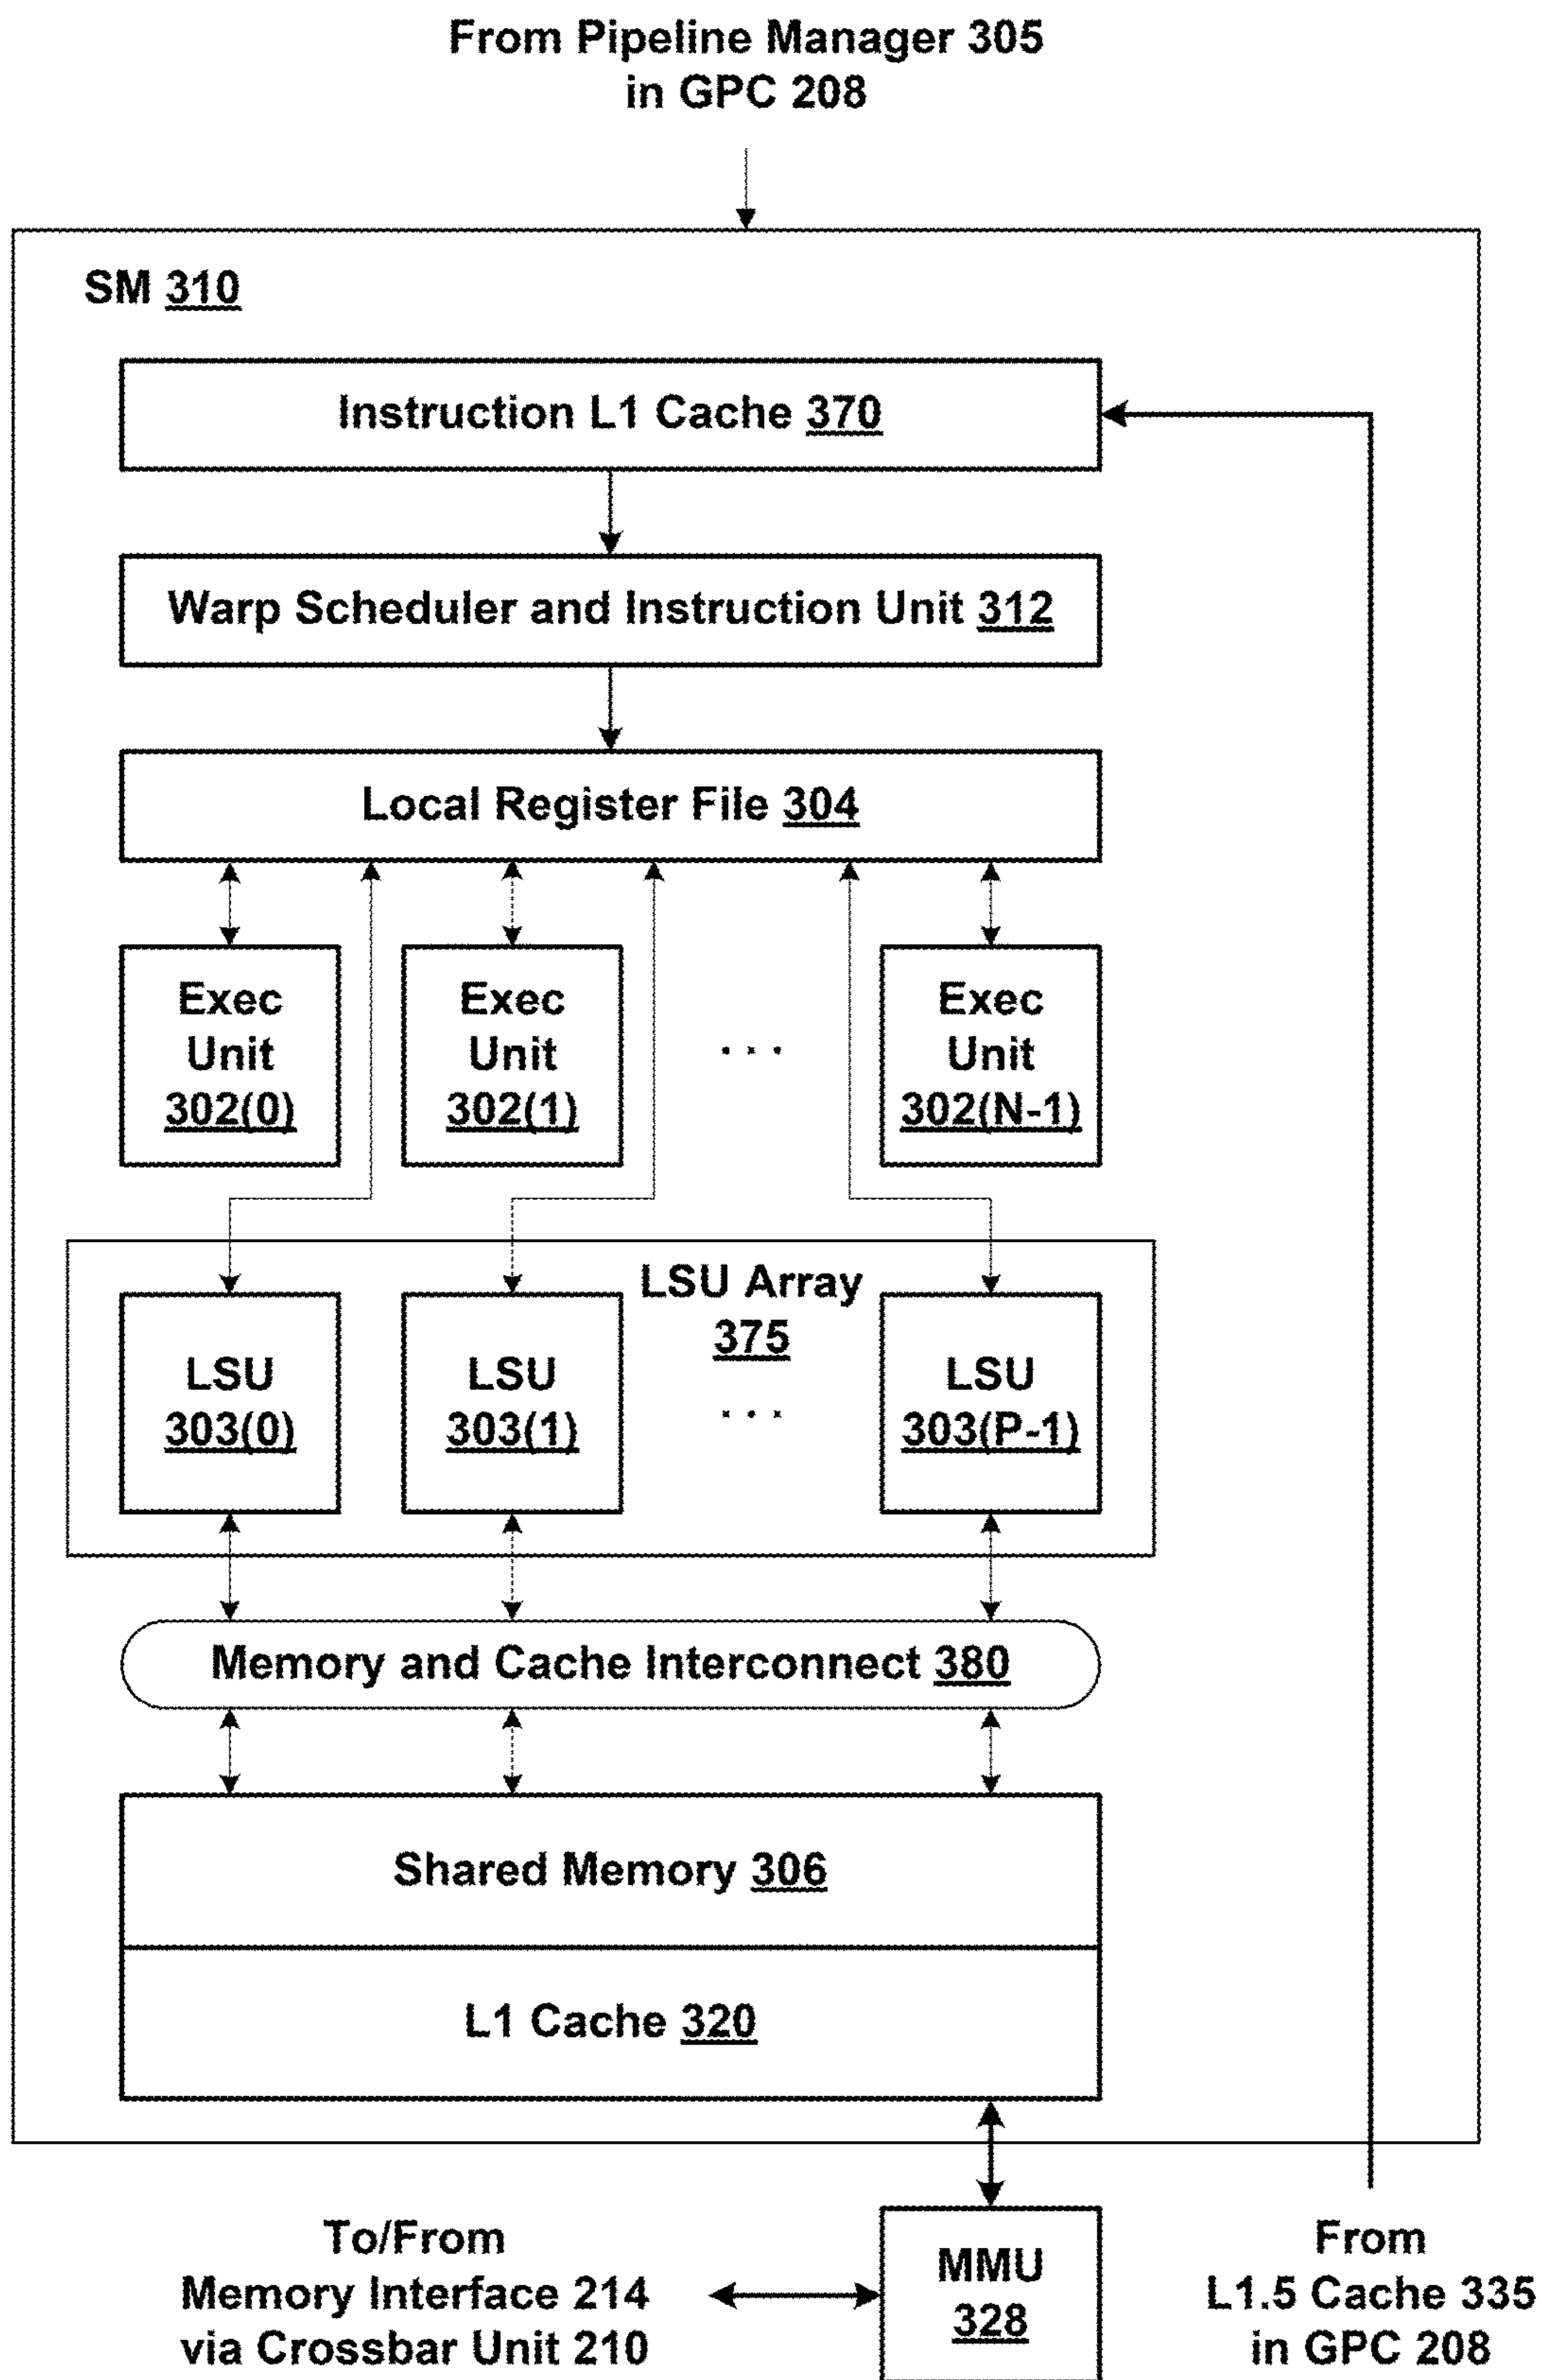 From Pipeline Manager 305
in GPC 208
SM 310
Instruction L1 Cache 370
Warp Scheduler and Instruction Unit 312
Local Register File 304
Exec
Unit
302(0)
Exec
Unit
302(1)
. . .
Exec
Unit
302(N-1)
LSU Array
375
LSU
303(0)
LSU
303(1)
. . .
LSU
303(P-1)
Memory and Cache Interconnect 380
Shared Memory 306
L1 Cache 320
To/From
Memory Interface 214
via Crossbar Unit 210
MMU
328
From
L1.5 Cache 335
in GPC 208